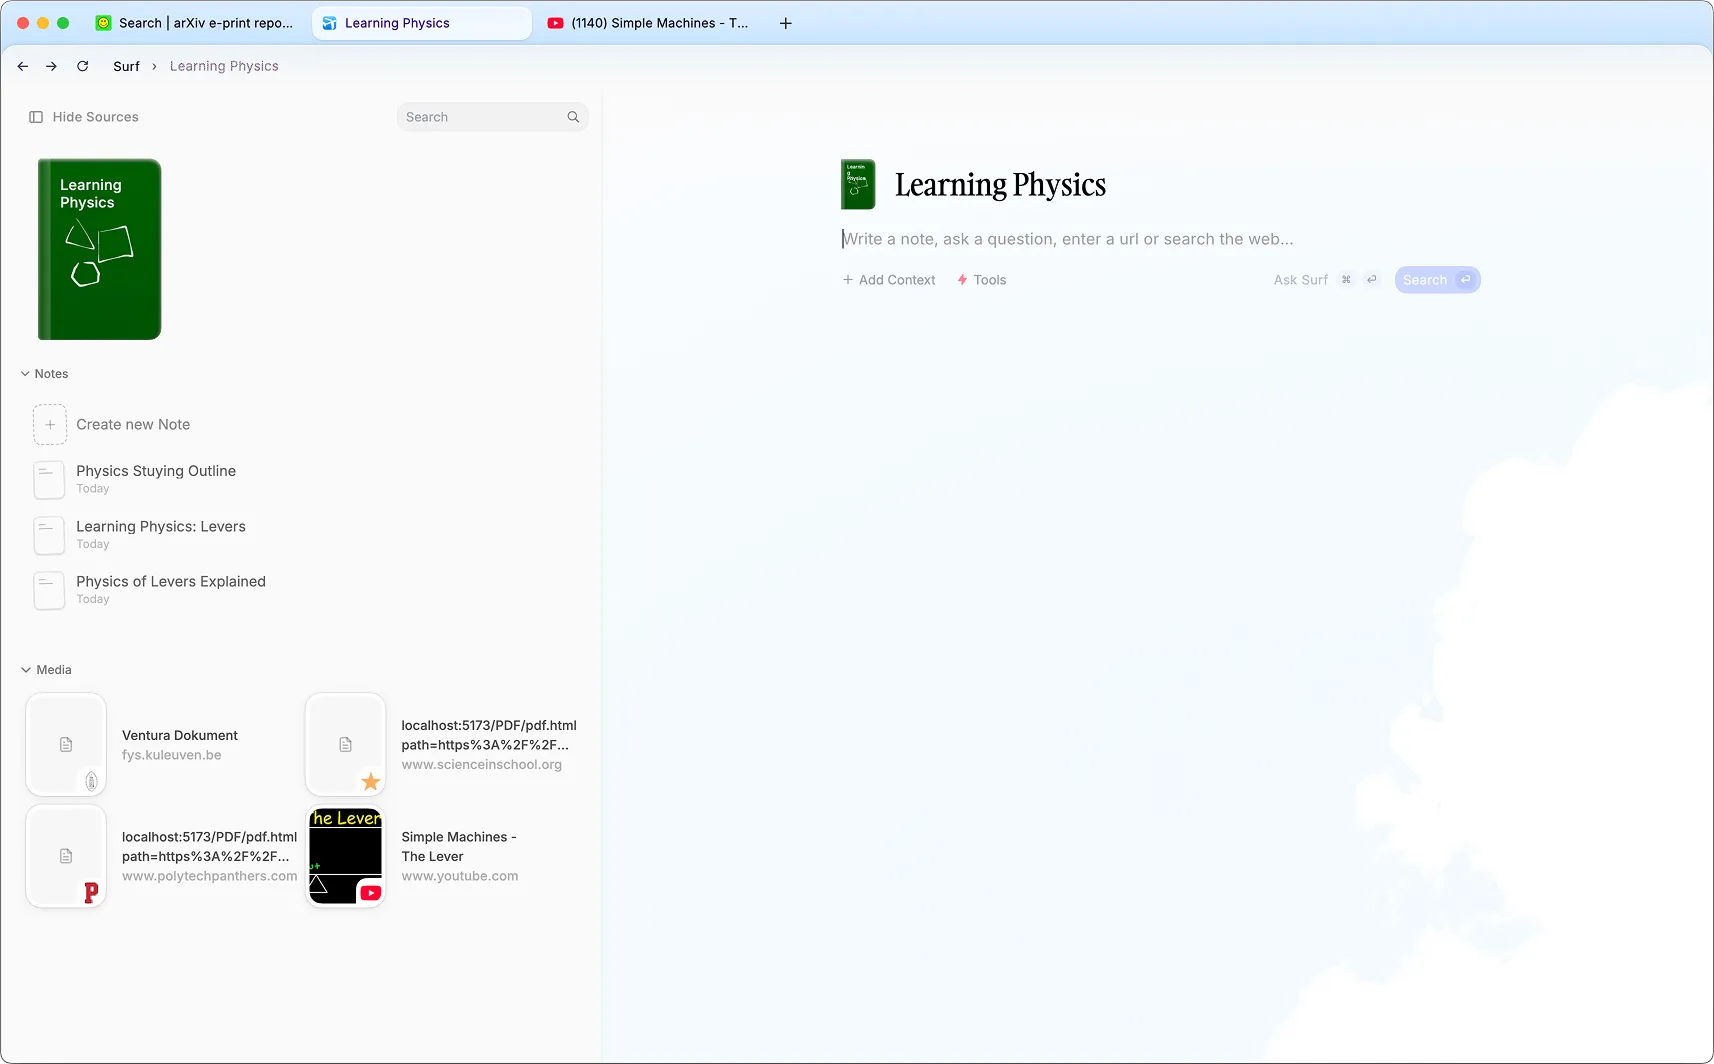 Search | arXiv e-print repo...
Learning Physics
(1140) Simple Machines - T...
Surf › Learning Physics
Hide Sources
Search
Learning
Physics
Notes
Create new Note
Physics Stuying Outline
Today
Learning Physics: Levers
Today
Physics of Levers Explained
Today
Media
Ventura Dokument
fys.kuleuven.be
localhost:5173/PDF/pdf.html
path=https%3A%2F%2F...
www.scienceinschool.org
localhost:5173/PDF/pdf.html
path=https%3A%2F%2F...
www.polytechpanthers.com
he Lever
Simple Machines -
The Lever
www.youtube.com
Learnin
g
Physics
Learning Physics
Write a note, ask a question, enter a url or search the web...
Add Context
Tools
Ask Surf ⌘
Search